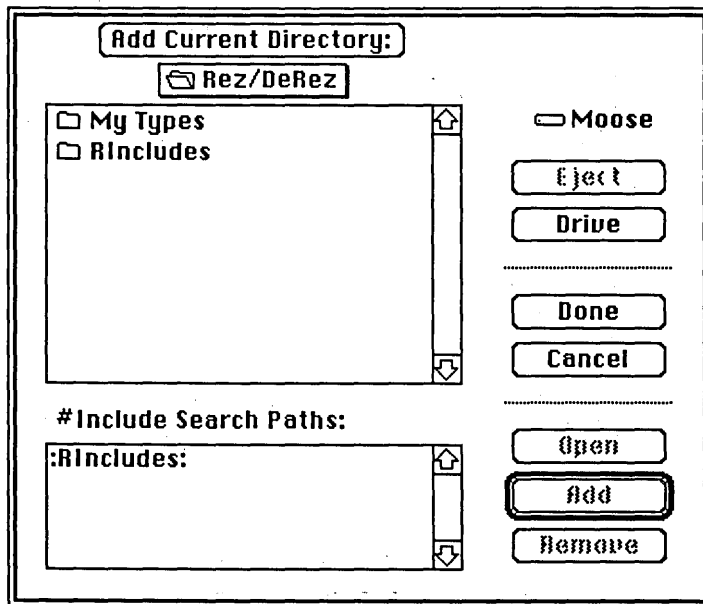 Add Current Directory:
Rez/DeRez
My Types
RIncludes
Moose
Eject
Drive
Done
Cancel
#Include Search Paths:
:RIncludes:
Open
Add
Remove